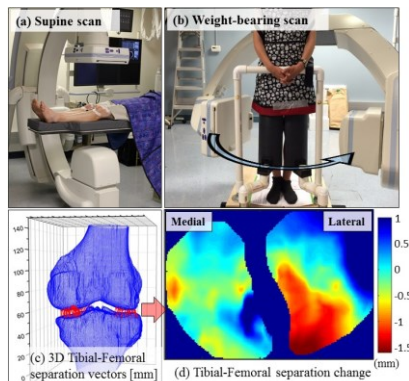 (a) Supine scan
(b) Weight-bearing scan
140
120
100
80
60
40
20
0
(c) 3D Tibial-Femoral
separation vectors [mm]
Medial
Lateral
1
0.5
0
-0.5
-1
-1.5
(mm)
(d) Tibial-Femoral separation change